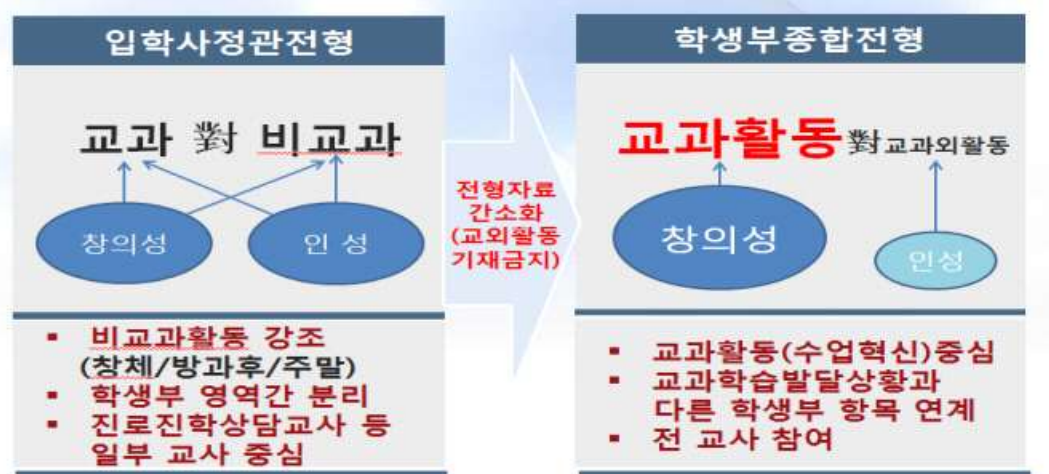 입학사정관전형
교과 對 비교과
창의성
인 성
▪ 비교과활동 강조
(창체/방과후/주말)
▪ 학생부 영역간 분리
▪ 진로진학상담교사 등
일부 교사 중심
전형자료
간소화
(교외활동
기재금지)
학생부종합전형
교과활동 對 교과외활동
창의성
인성
▪ 교과활동(수업혁신)중심
▪ 교과학습발달상황과
다른 학생부 항목 연계
▪ 전 교사 참여